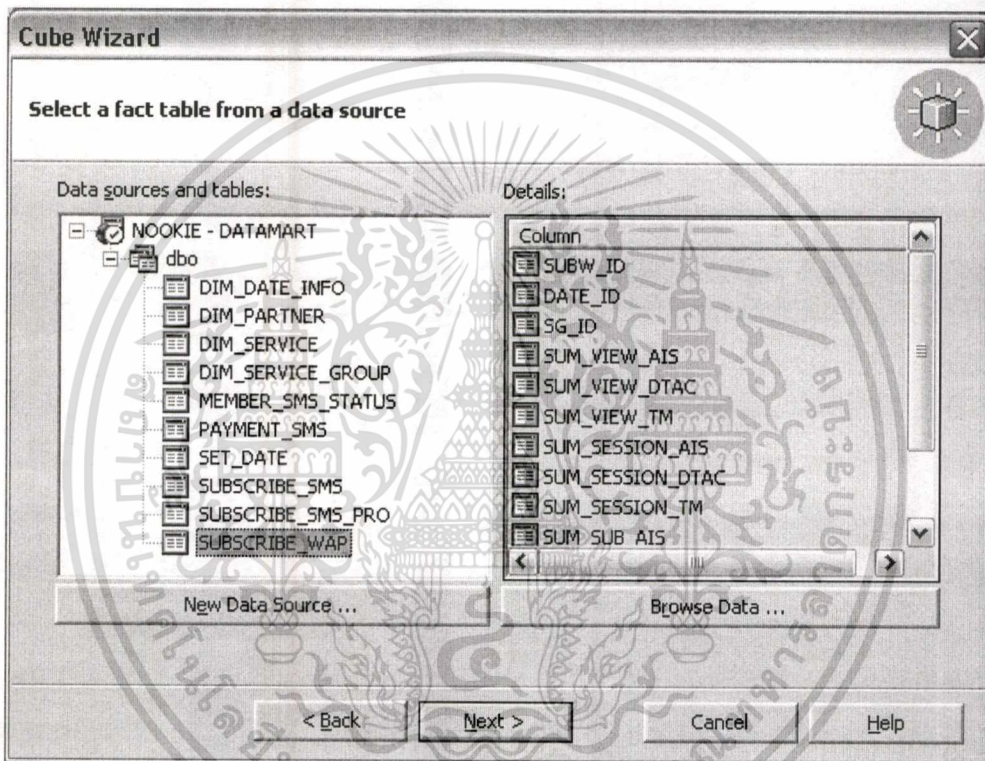 Cube Wizard
Select a fact table from a data source
Data sources and tables:
NOOKIE - DATAMART
dbo
DIM_DATE_INFO
DIM_PARTNER
DIM_SERVICE
DIM_SERVICE_GROUP
MEMBER_SMS_STATUS
PAYMENT_SMS
SET_DATE
SUBSCRIBE_SMS
SUBSCRIBE_SMS_PRO
SUBSCRIBE_WAP
New Data Source ...
Details:
Column
SUBW_ID
DATE_ID
SG_ID
SUM_VIEW_AIS
SUM_VIEW_DTAC
SUM_VIEW_TM
SUM_SESSION_AIS
SUM_SESSION_DTAC
SUM_SESSION_TM
SUM_SUB_AIS
Browse Data ...
< Back
Next >
Cancel
Help